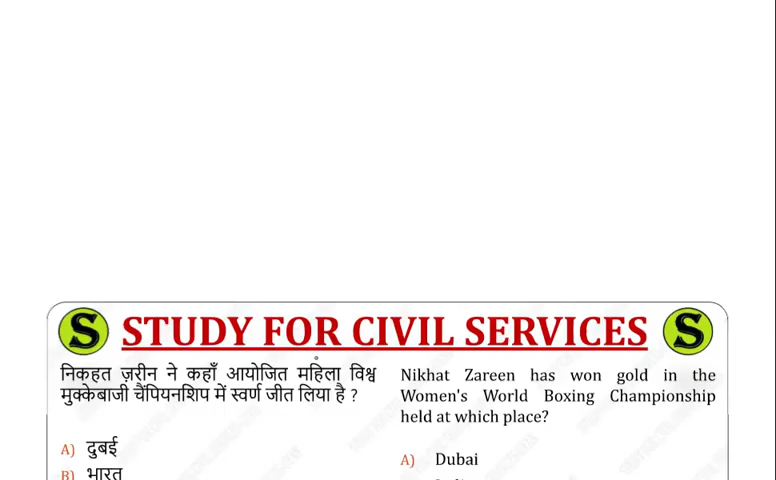 S STUDY FOR CIVIL SERVICES S
निकहत ज़रीन ने कहाँ आयोजित महिला विश्व
मुक्केबाजी चैंपियनशिप में स्वर्ण जीत लिया है ?
A) दुबई
B) भारत
Nikhat Zareen has won gold in the
Women's World Boxing Championship
held at which place?
A) Dubai